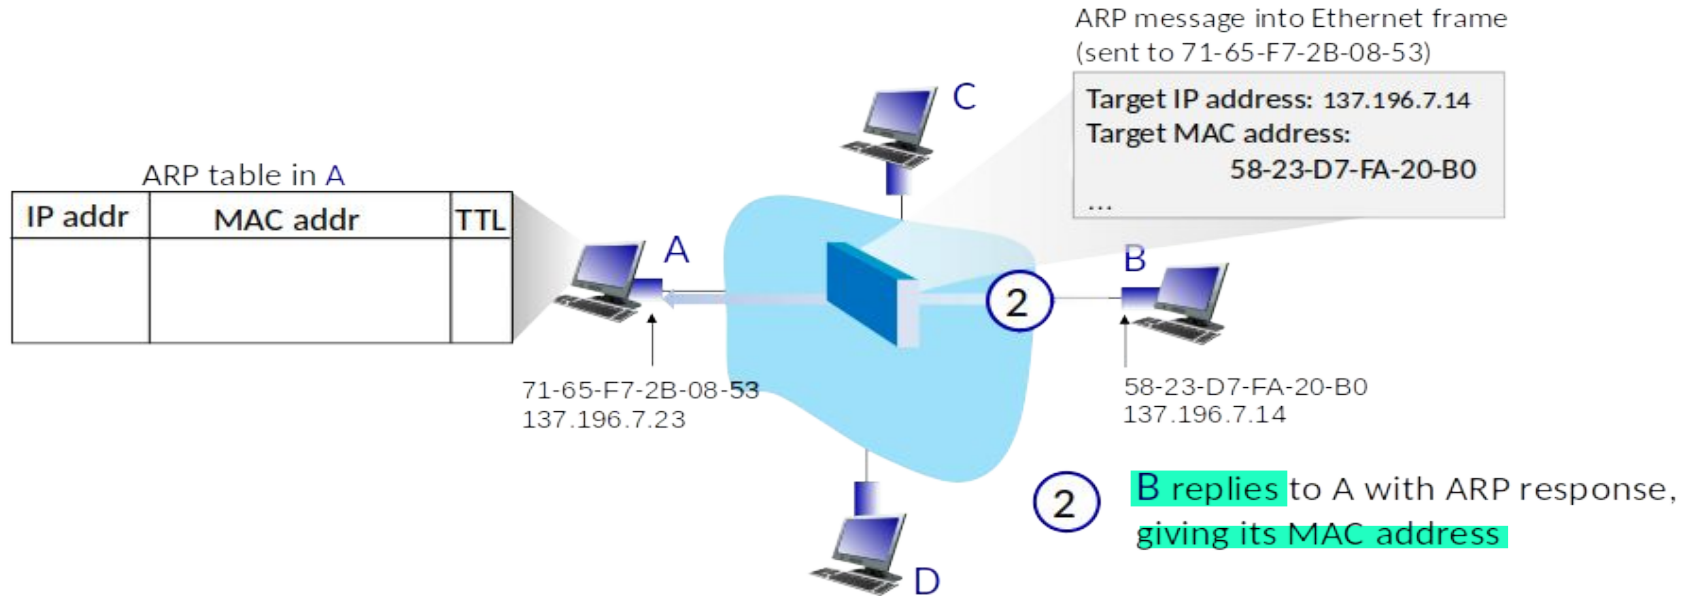 ARP message into Ethernet frame
(sent to 71-65-F7-2B-08-53)
Target IP address: 137.196.7.14
Target MAC address:
58-23-D7-FA-20-B0
...
C
ARP table in A
IP addr MAC addr TTL
A
B
2
71-65-F7-2B-08-53
137.196.7.23
58-23-D7-FA-20-B0
137.196.7.14
D
2 B replies to A with ARP response,
giving its MAC address